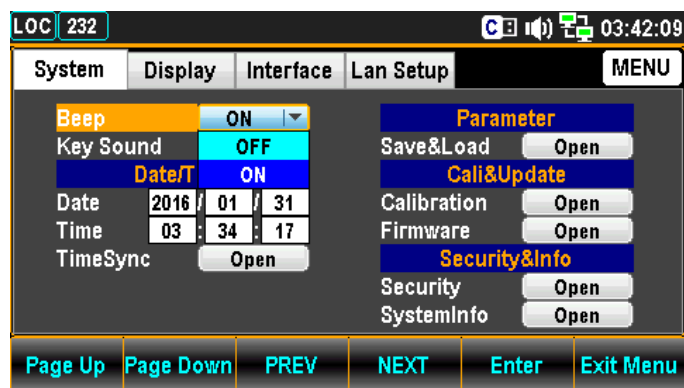 LOC 232 C 03:42:09
System Display Interface Lan Setup MENU
Beep ON Parameter
Key Sound OFF Save&Load Open
Date/T ON Cali&Update
Date 2016 / 01 / 31 Calibration Open
Time 03 : 34 : 17 Firmware Open
TimeSync Open Security&Info
Security Open
SystemInfo Open
Page Up Page Down PREV NEXT Enter Exit Menu